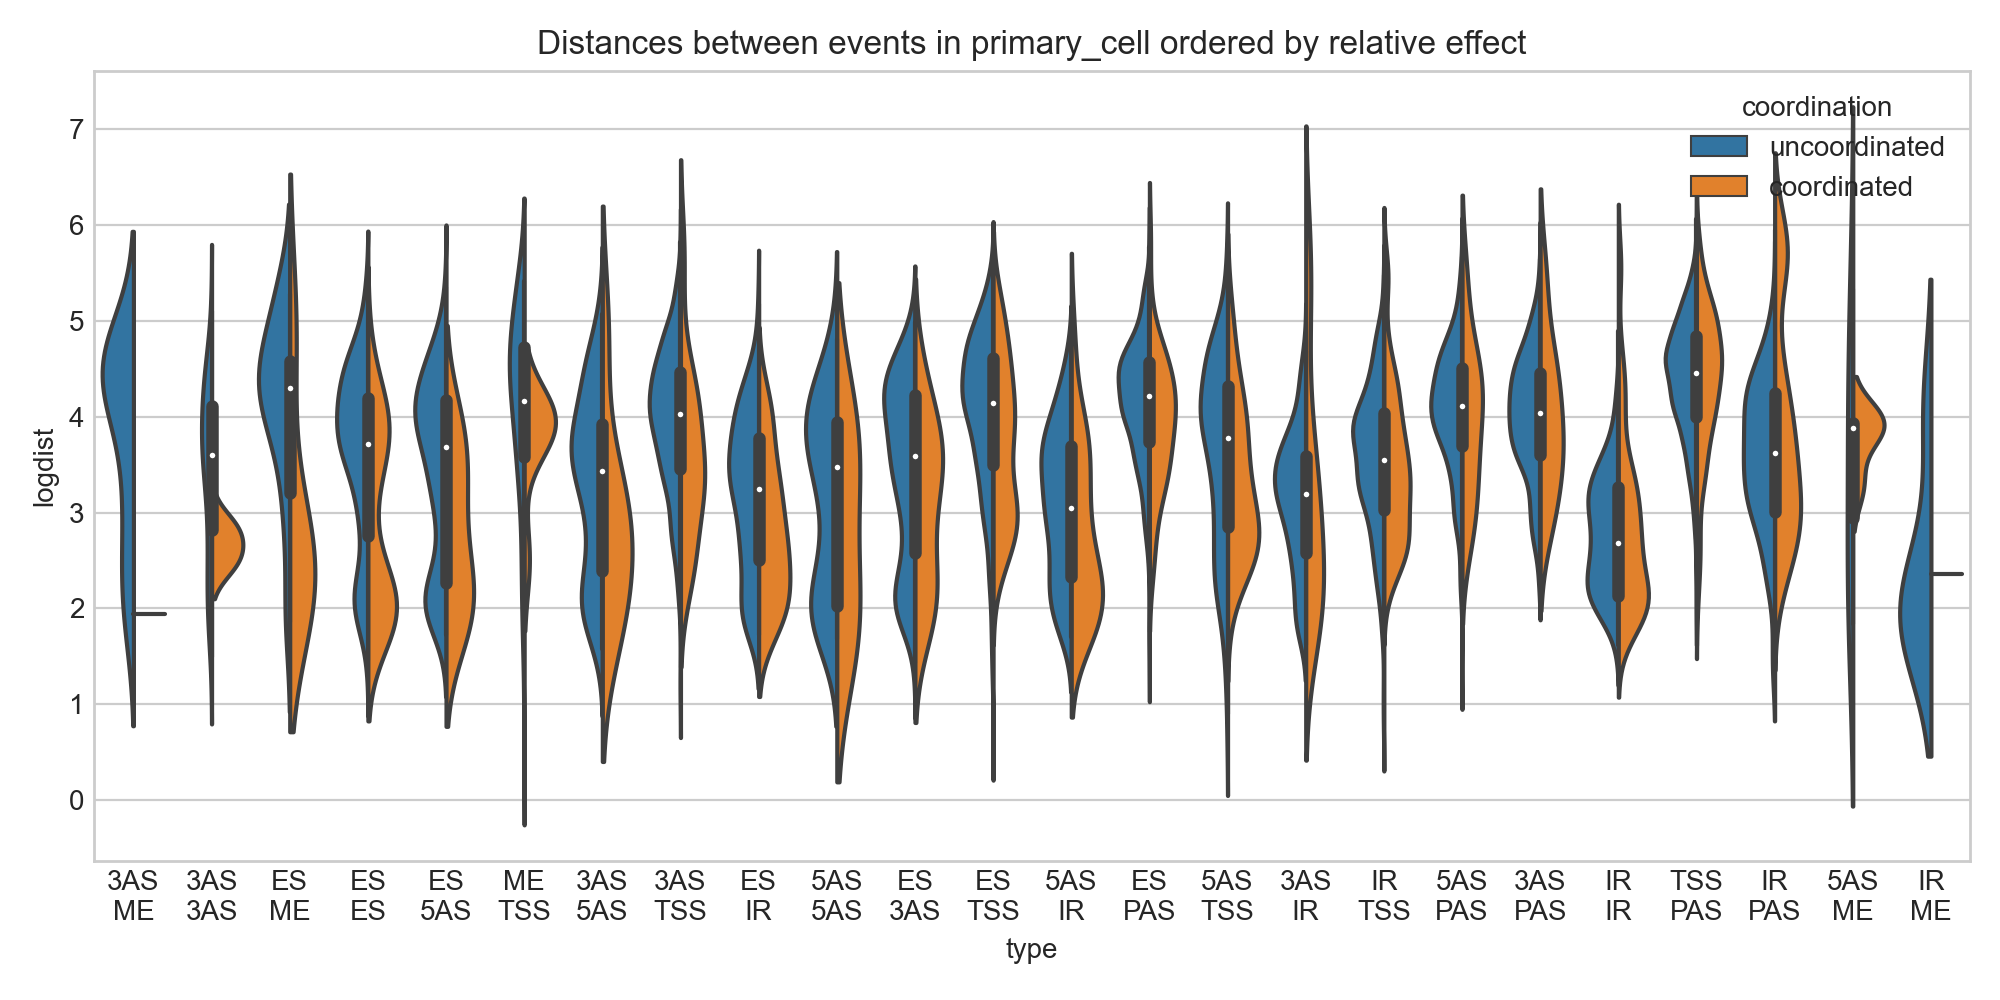 Distances between events in primary_cell ordered by relative effect
coordination
uncoordinated
coordinated
logdist
7
6
5
4
3
2
1
0
3AS 3AS ES ES ES ME 3AS 3AS ES 5AS ES ES 5AS ES 5AS 3AS IR 5AS 3AS IR TSS IR 5AS IR
ME 3AS ME ES 5AS TSS 5AS TSS IR 5AS 3AS TSS IR PAS TSS IR TSS PAS PAS IR PAS PAS ME ME
type